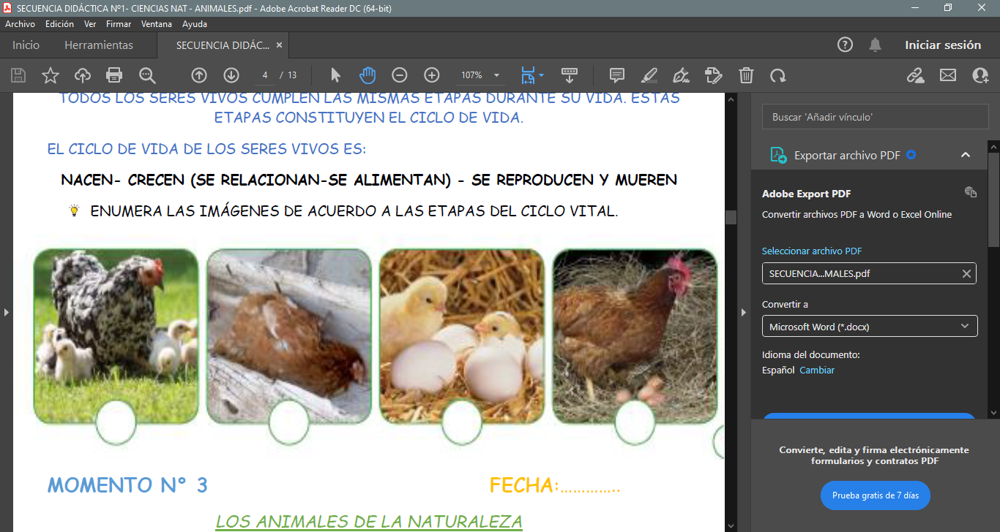 SECUENCIA DIDÁCTICA Nº1- CIENCIAS NAT - ANIMALES.pdf - Adobe Acrobat Reader DC (64-bit)
Archivo Edición Ver Firmar Ventana Ayuda
Inicio Herramientas SECUENCIA DIDÁC... × Iniciar sesión
4 / 13 107%
TODOS LOS SERES VIVOS CUMPLEN LAS MISMAS ETAPAS DURANTE SU VIDA. ESTAS
ETAPAS CONSTITUYEN EL CICLO DE VIDA.
EL CICLO DE VIDA DE LOS SERES VIVOS ES:
NACEN- CRECEN (SE RELACIONAN-SE ALIMENTAN) - SE REPRODUCEN Y MUEREN
ENUMERA LAS IMÁGENES DE ACUERDO A LAS ETAPAS DEL CICLO VITAL.
MOMENTO N° 3 FECHA:…………..
LOS ANIMALES DE LA NATURALEZA
Buscar 'Añadir vínculo'
Exportar archivo PDF
Adobe Export PDF
Convertir archivos PDF a Word o Excel Online
Seleccionar archivo PDF
SECUENCIA...MALES.pdf
Convertir a
Microsoft Word (*.docx)
Idioma del documento:
Español Cambiar
Convierte, edita y firma electrónicamente
formularios y contratos PDF
Prueba gratis de 7 días